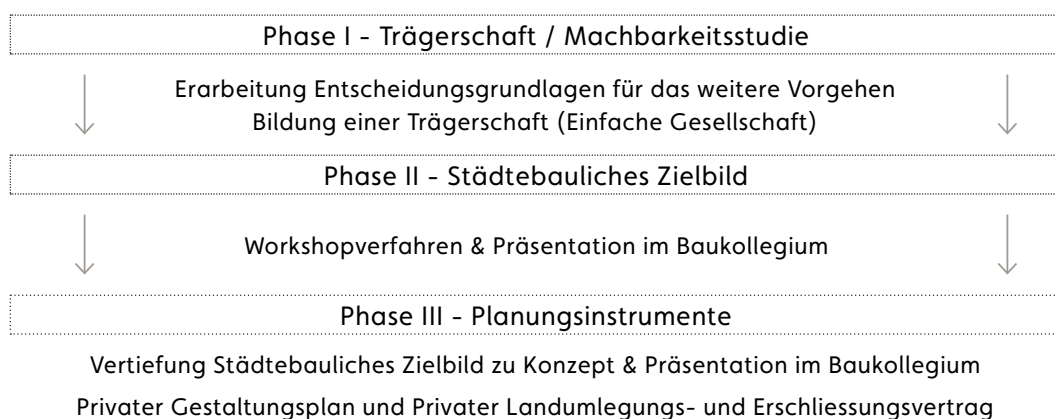 Phase I - Trägerschaft / Machbarkeitsstudie
Erarbeitung Entscheidungsgrundlagen für das weitere Vorgehen
Bildung einer Trägerschaft (Einfache Gesellschaft)
Phase II - Städtebauliches Zielbild
Workshopverfahren & Präsentation im Baukollegium
Phase III - Planungsinstrumente
Vertiefung Städtebauliches Zielbild zu Konzept & Präsentation im Baukollegium
Privater Gestaltungsplan und Privater Landumlegungs- und Erschliessungsvertrag